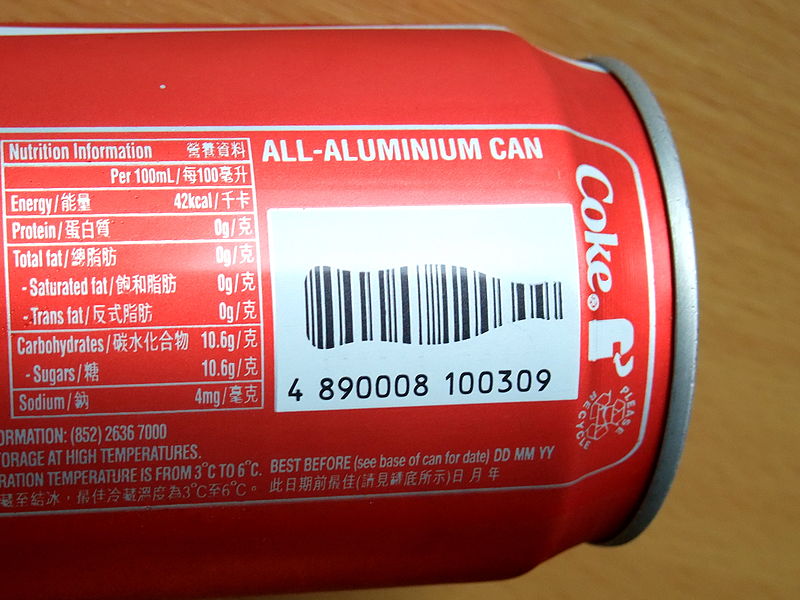 Nutrition Information 營養資料
Per 100mL/每100毫升
Energy/能量 42kcal/千卡
Protein/蛋白質 0g/克
Total fat/總脂肪 0g/克
- Saturated fat/飽和脂肪 0g/克
- Trans fat/反式脂肪 0g/克
Carbohydrates/碳水化合物 10.6g/克
- Sugars/糖 10.6g/克
Sodium/鈉 4mg/毫克
ORMATION: (852) 2636 7000
TORAGE AT HIGH TEMPERATURES.
RATION TEMPERATURE IS FROM 3°C TO 6°C.
藏至結冰，最佳冷藏溫度為3°C至6°C。
ALL-ALUMINIUM CAN
4 890008 100309
BEST BEFORE (see base of can for date) DD MM YY
此日期前最佳(請見罐底所示)日 月 年
Coke®
PLEASE
RECYCLE